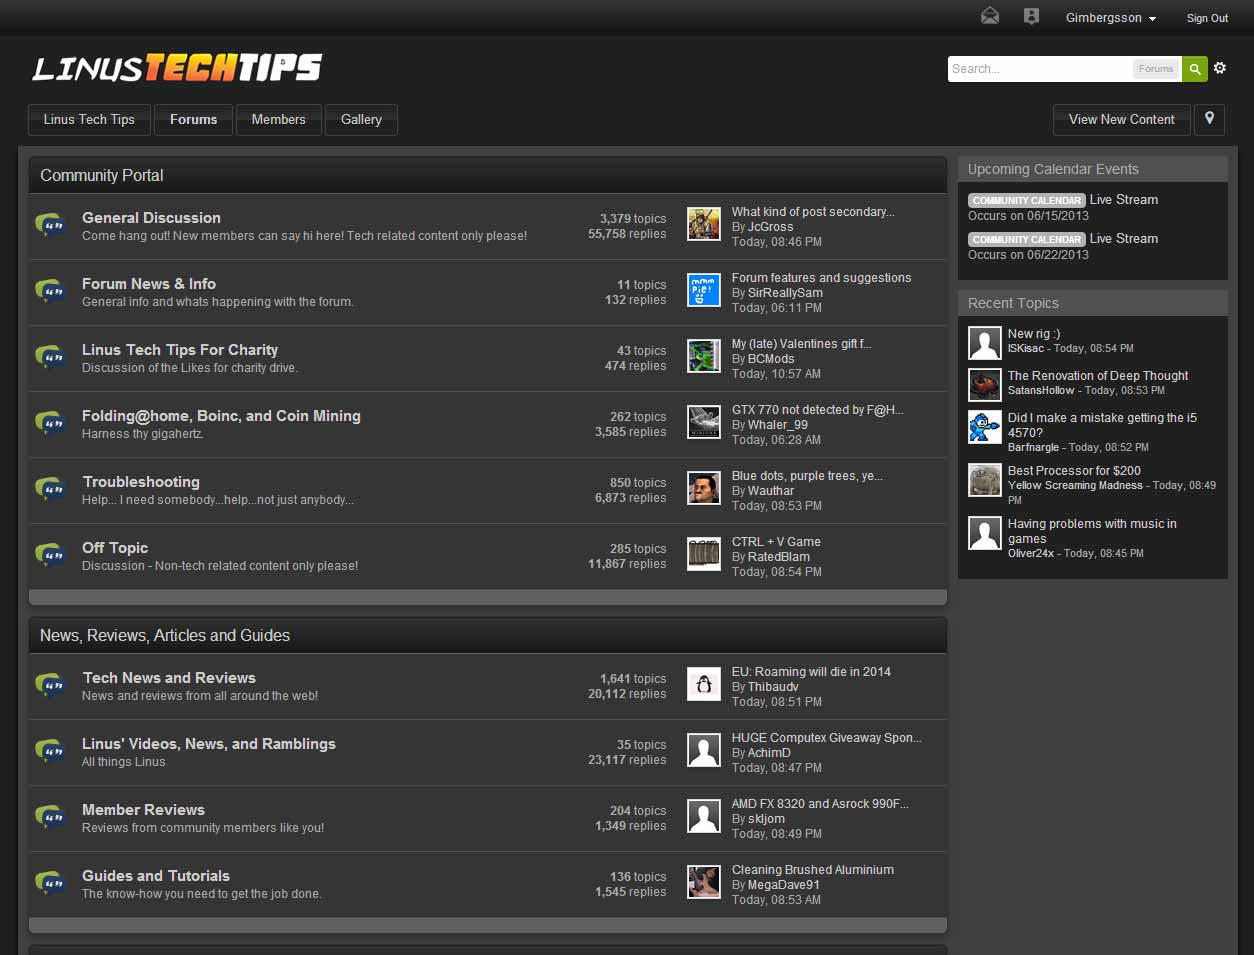 Gimbergsson
Sign Out
LINUSTECHTIPS
Search...
Forums
Linus Tech Tips
Forums
Members
Gallery
View New Content
Community Portal
General Discussion
Come hang out! New members can say hi here! Tech related content only please!
3,379 topics
55,758 replies
What kind of post secondary...
By JcGross
Today, 08:46 PM
Forum News & Info
General info and whats happening with the forum.
11 topics
132 replies
Forum features and suggestions
By SirReallySam
Today, 06:11 PM
Linus Tech Tips For Charity
Discussion of the Likes for charity drive.
43 topics
474 replies
My (late) Valentines gift f...
By BCMods
Today, 10:57 AM
Folding@home, Boinc, and Coin Mining
Harness thy gigahertz.
262 topics
3,585 replies
GTX 770 not detected by F@H...
By Whaler_99
Today, 06:28 AM
Troubleshooting
Help... I need somebody...help...not just anybody...
850 topics
6,873 replies
Blue dots, purple trees, ye...
By Wauthar
Today, 08:53 PM
Off Topic
Discussion - Non-tech related content only please!
285 topics
11,867 replies
CTRL + V Game
By RatedBlam
Today, 08:54 PM
News, Reviews, Articles and Guides
Tech News and Reviews
News and reviews from all around the web!
1,641 topics
20,112 replies
EU: Roaming will die in 2014
By Thibaudv
Today, 08:51 PM
Linus' Videos, News, and Ramblings
All things Linus
35 topics
23,117 replies
HUGE Computex Giveaway Spon...
By AchimD
Today, 08:47 PM
Member Reviews
Reviews from community members like you!
204 topics
1,349 replies
AMD FX 8320 and Asrock 990F...
By skljom
Today, 08:49 PM
Guides and Tutorials
The know-how you need to get the job done.
136 topics
1,545 replies
Cleaning Brushed Aluminium
By MegaDave91
Today, 08:53 AM
Upcoming Calendar Events
COMMUNITY CALENDAR Live Stream
Occurs on 06/15/2013
COMMUNITY CALENDAR Live Stream
Occurs on 06/22/2013
Recent Topics
New rig :)
ISKisac - Today, 08:54 PM
The Renovation of Deep Thought
SatansHollow - Today, 08:53 PM
Did I make a mistake getting the i5
4570?
Barfnargle - Today, 08:52 PM
Best Processor for $200
Yellow Screaming Madness - Today, 08:49
PM
Having problems with music in
games
Oliver24x - Today, 08:45 PM